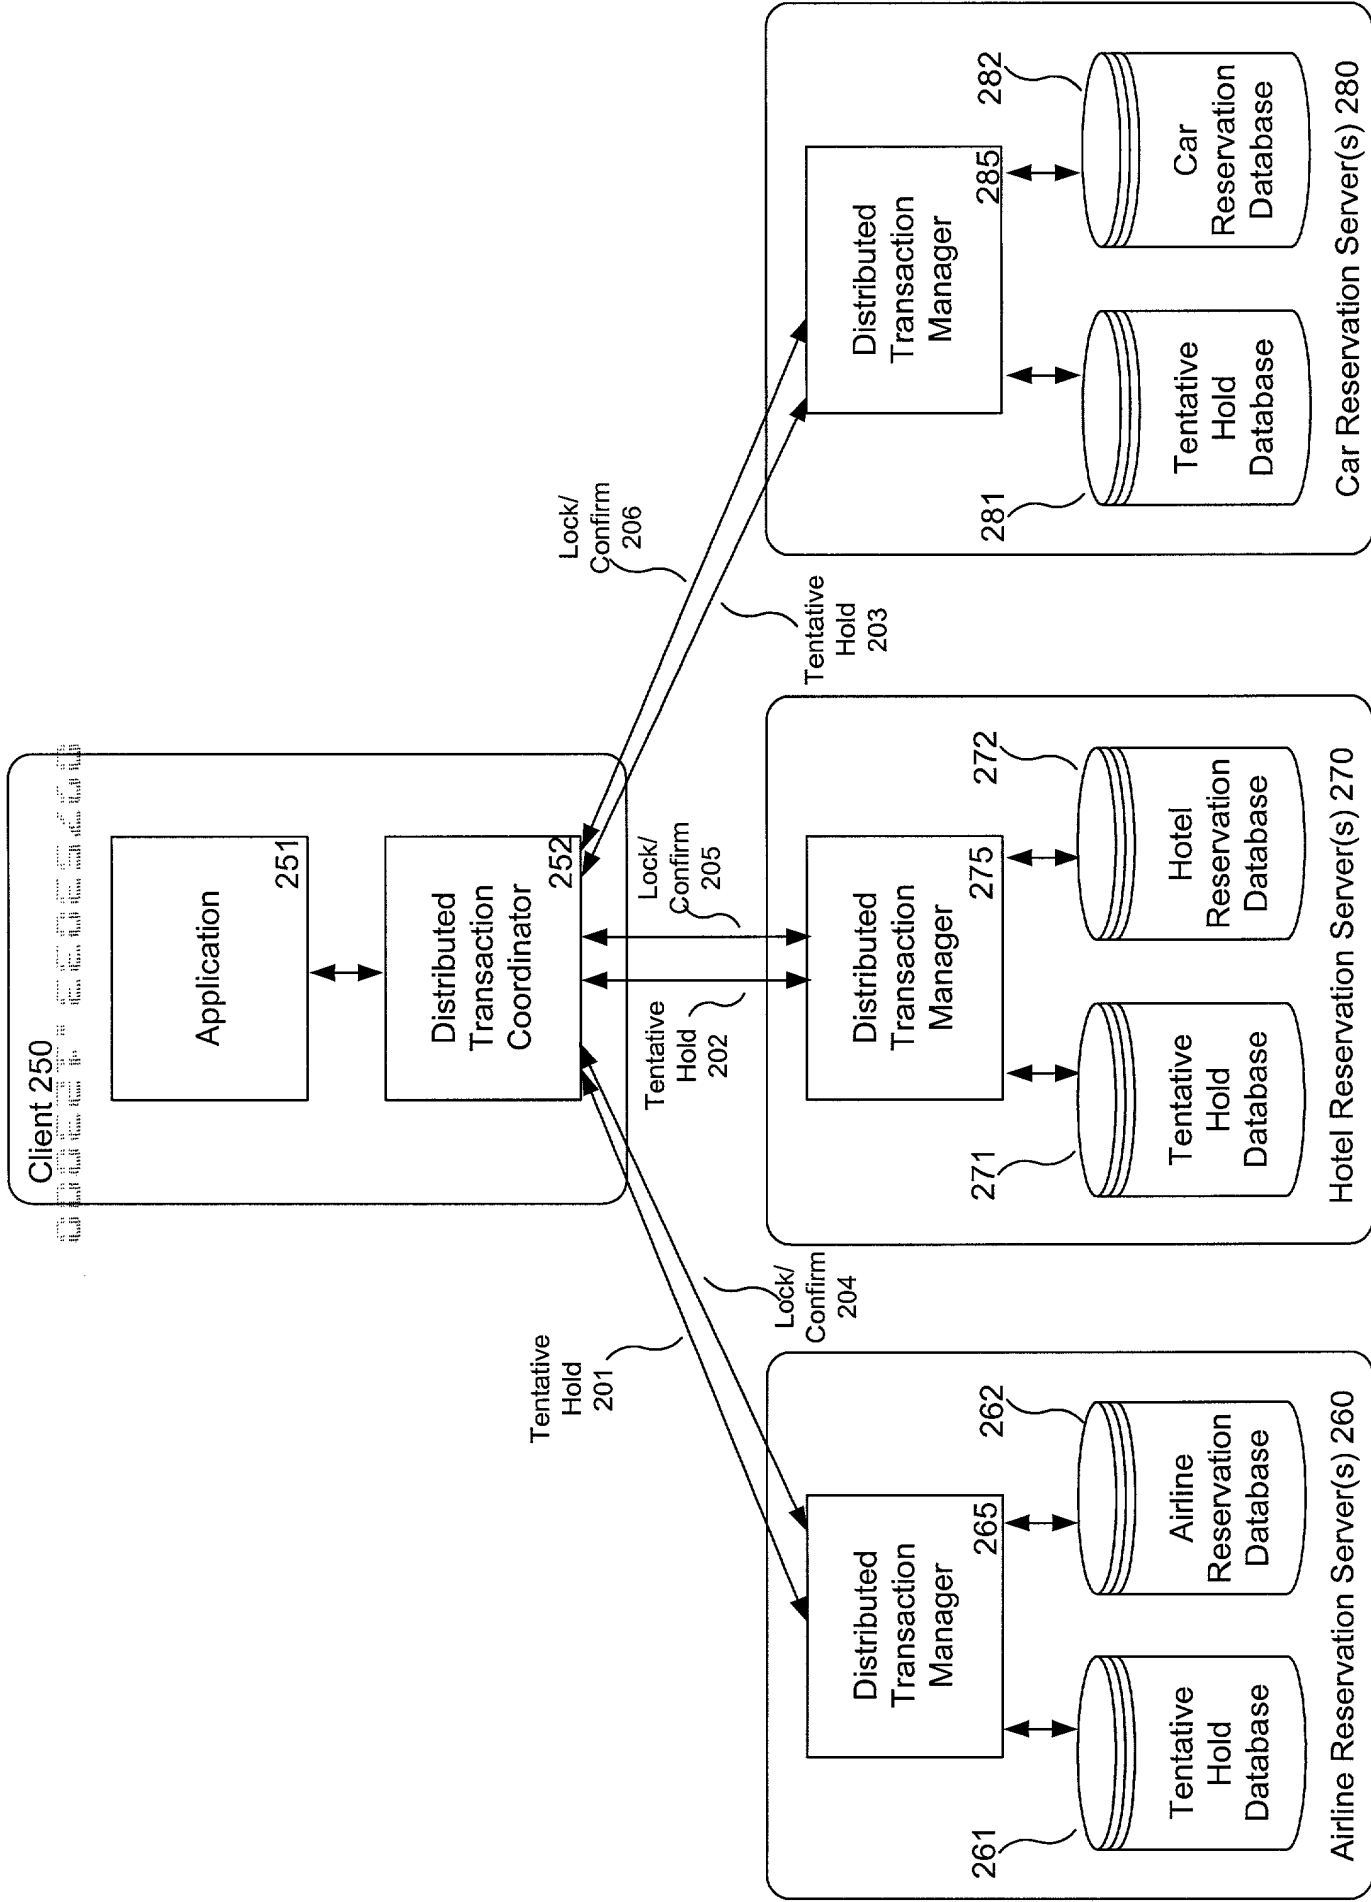 Client 250
Application
251
Distributed
Transaction
Coordinator
252
Tentative
Hold
201
Lock/
Confirm
204
Tentative
Hold
202
Lock/
Confirm
205
Lock/
Confirm
206
Tentative
Hold
203
Distributed
Transaction
Manager
265
261
Tentative
Hold
Database
262
Airline
Reservation
Database
Airline Reservation Server(s) 260
Distributed
Transaction
Manager
275
271
Tentative
Hold
Database
272
Hotel
Reservation
Database
Hotel Reservation Server(s) 270
Distributed
Transaction
Manager
285
281
Tentative
Hold
Database
282
Car
Reservation
Database
Car Reservation Server(s) 280